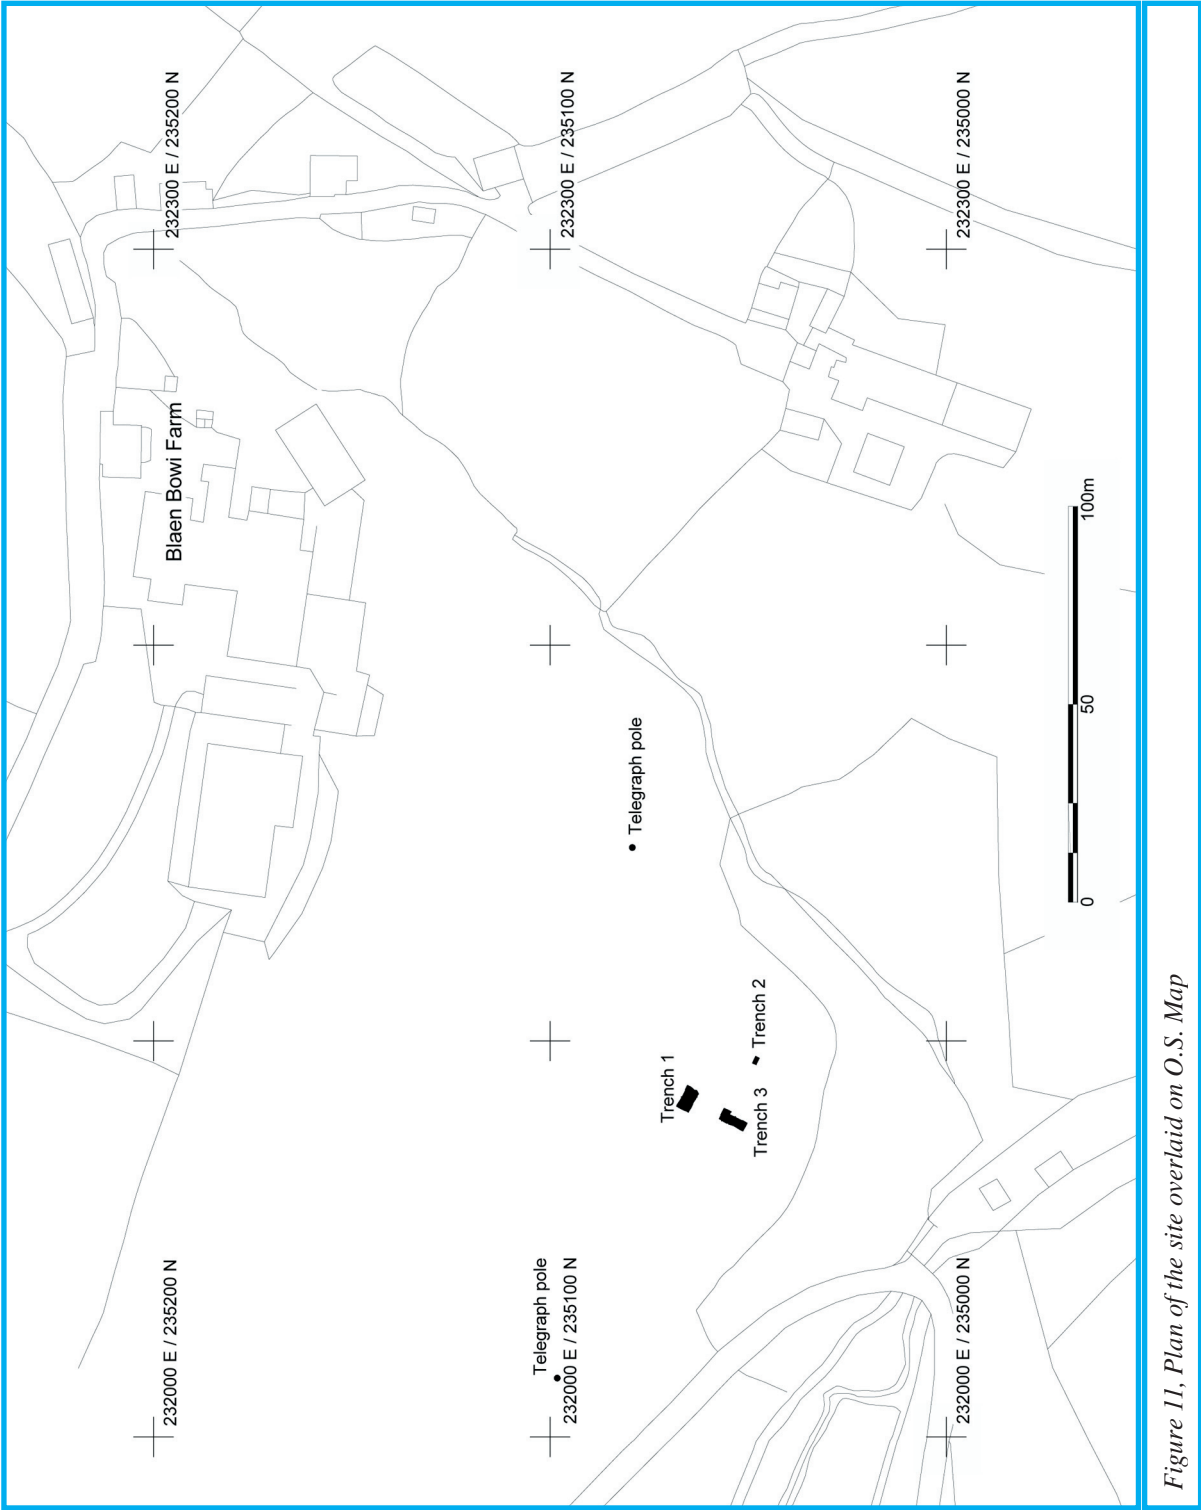 232000 E / 235200 N
232300 E / 235200 N
Blaen Bowi Farm
Telegraph pole
232000 E / 235100 N
232300 E / 235100 N
Telegraph pole
Trench 1
Trench 2
Trench 3
232000 E / 235000 N
232300 E / 235000 N
0
50
100m
Figure 11, Plan of the site overlaid on O.S. Map